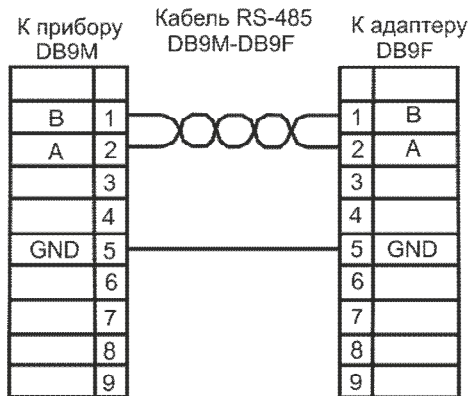 Кабель RS-485
DB9M-DB9F
К прибору
DB9M
К адаптеру
DB9F
B 1
A 2
3
4
GND 5
6
7
8
9
1 B
2 A
3
4
5 GND
6
7
8
9